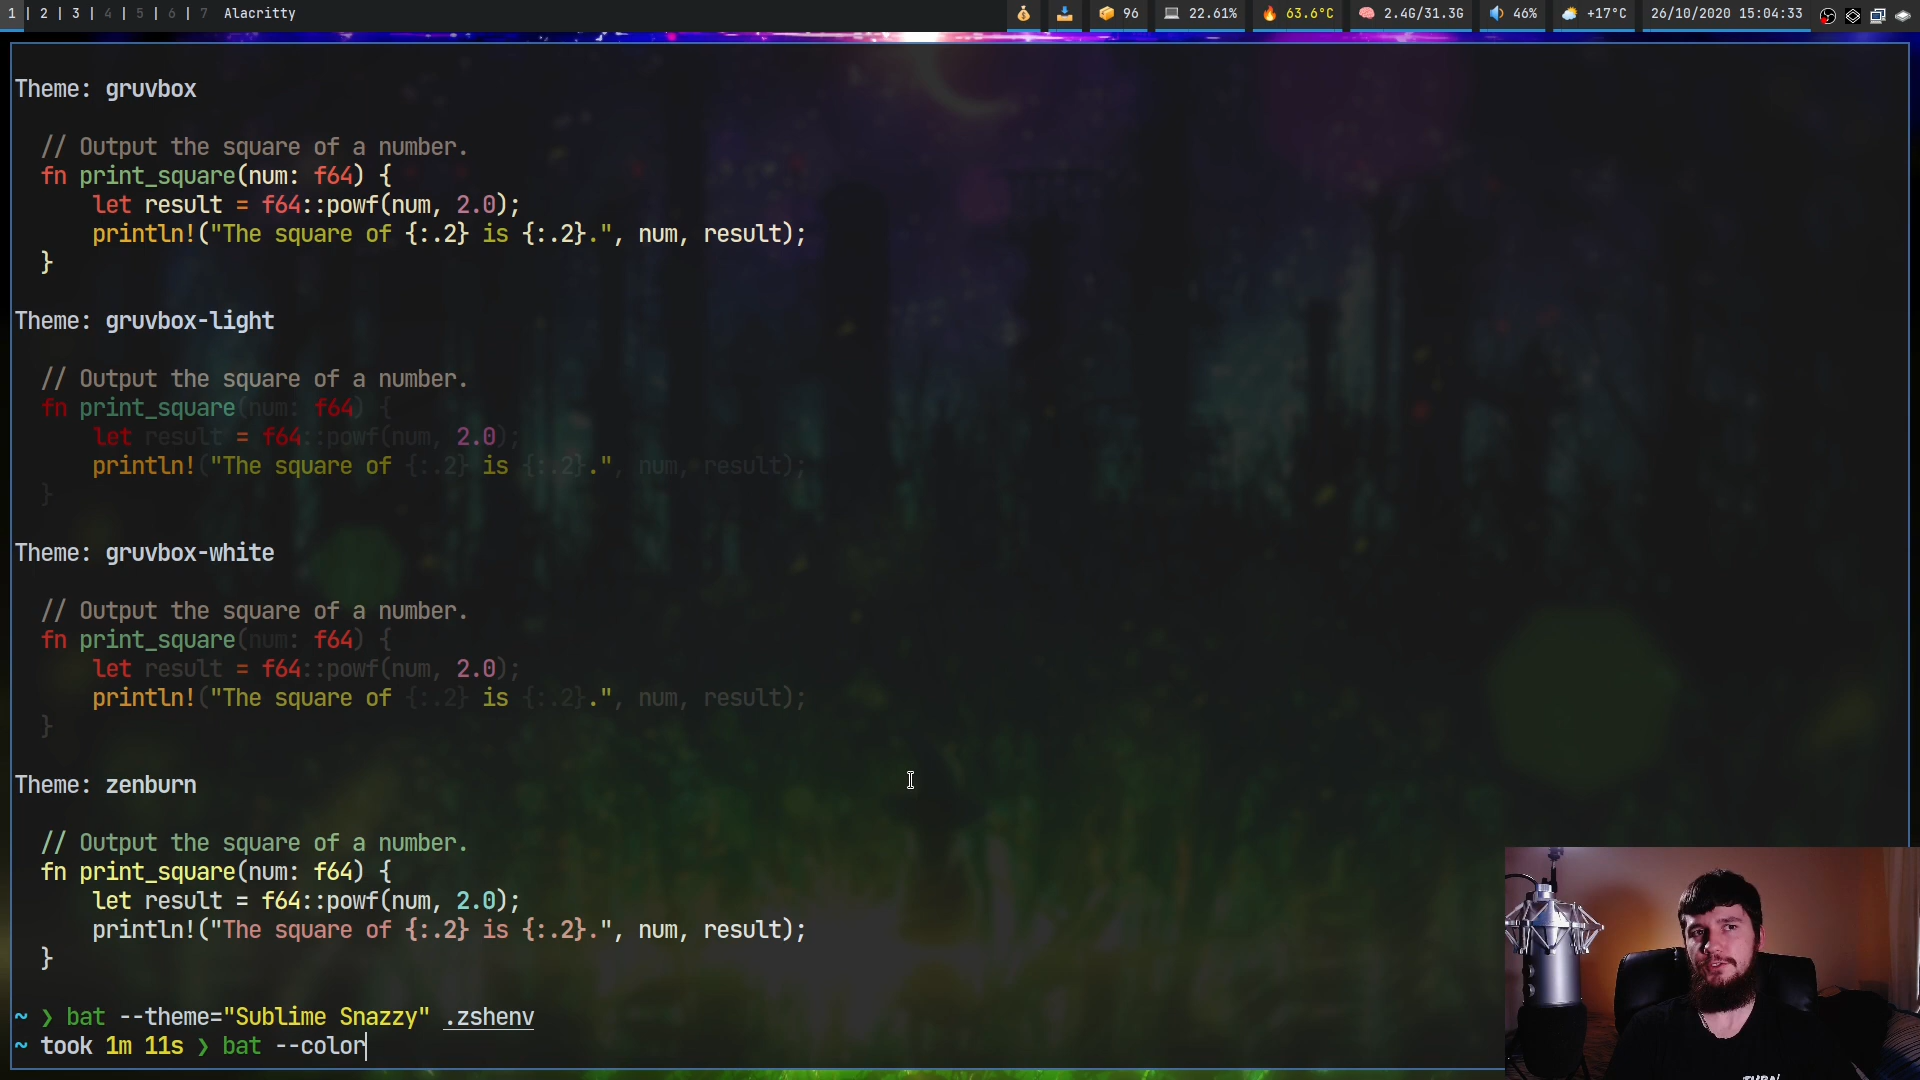 1 | 2 | 3 | 4 | 5 | 6 | 7 Alacritty 96 22.61% 63.6°C 2.4G/31.3G 46% +17°C 26/10/2020 15:04:33
Theme: gruvbox
// Output the square of a number.
fn print_square(num: f64) {
let result = f64::powf(num, 2.0);
println!("The square of {:.2} is {:.2}.", num, result);
}
Theme: gruvbox-light
// Output the square of a number.
fn print_square(num: f64) {
let result = f64::powf(num, 2.0);
println!("The square of {:.2} is {:.2}.", num, result);
}
Theme: gruvbox-white
// Output the square of a number.
fn print_square(num: f64) {
let result = f64::powf(num, 2.0);
println!("The square of {:.2} is {:.2}.", num, result);
}
Theme: zenburn
// Output the square of a number.
fn print_square(num: f64) {
let result = f64::powf(num, 2.0);
println!("The square of {:.2} is {:.2}.", num, result);
}
~ ❯ bat --theme="Sublime Snazzy" .zshenv
~ took 1m 11s ❯ bat --color